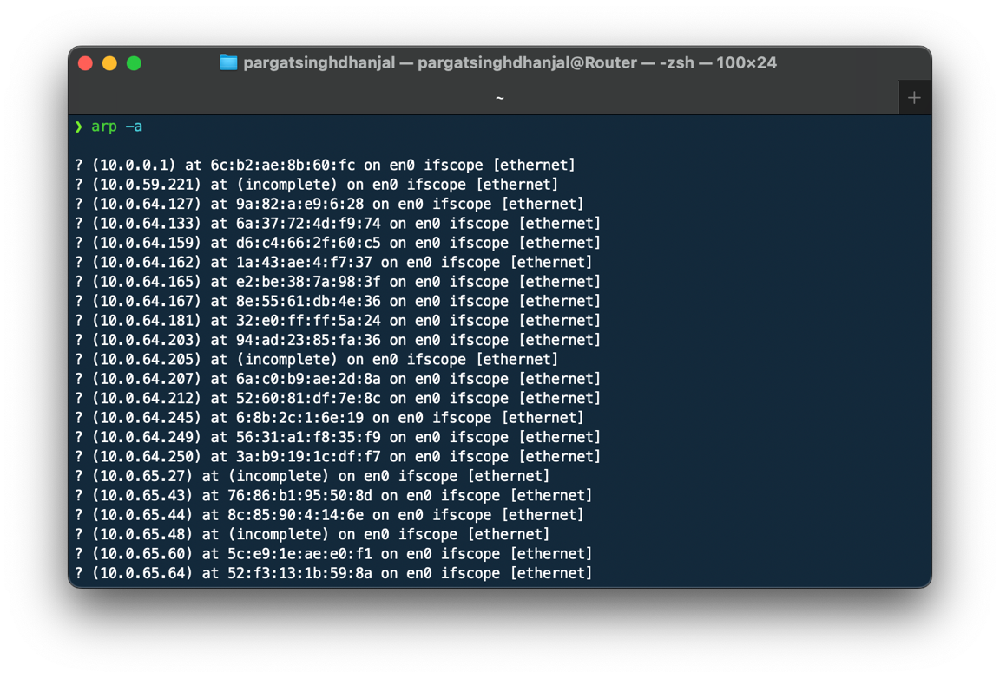 pargatsinghdhanjal — pargatsinghdhanjal@Router — -zsh — 100×24
~
+
❯ arp -a
? (10.0.0.1) at 6c:b2:ae:8b:60:fc on en0 ifscope [ethernet]
? (10.0.59.221) at (incomplete) on en0 ifscope [ethernet]
? (10.0.64.127) at 9a:82:a:e9:6:28 on en0 ifscope [ethernet]
? (10.0.64.133) at 6a:37:72:4d:f9:74 on en0 ifscope [ethernet]
? (10.0.64.159) at d6:c4:66:2f:60:c5 on en0 ifscope [ethernet]
? (10.0.64.162) at 1a:43:ae:4:f7:37 on en0 ifscope [ethernet]
? (10.0.64.165) at e2:be:38:7a:98:3f on en0 ifscope [ethernet]
? (10.0.64.167) at 8e:55:61:db:4e:36 on en0 ifscope [ethernet]
? (10.0.64.181) at 32:e0:ff:ff:5a:24 on en0 ifscope [ethernet]
? (10.0.64.203) at 94:ad:23:85:fa:36 on en0 ifscope [ethernet]
? (10.0.64.205) at (incomplete) on en0 ifscope [ethernet]
? (10.0.64.207) at 6a:c0:b9:ae:2d:8a on en0 ifscope [ethernet]
? (10.0.64.212) at 52:60:81:df:7e:8c on en0 ifscope [ethernet]
? (10.0.64.245) at 6:8b:2c:1:6e:19 on en0 ifscope [ethernet]
? (10.0.64.249) at 56:31:a1:f8:35:f9 on en0 ifscope [ethernet]
? (10.0.64.250) at 3a:b9:19:1c:df:f7 on en0 ifscope [ethernet]
? (10.0.65.27) at (incomplete) on en0 ifscope [ethernet]
? (10.0.65.43) at 76:86:b1:95:50:8d on en0 ifscope [ethernet]
? (10.0.65.44) at 8c:85:90:4:14:6e on en0 ifscope [ethernet]
? (10.0.65.48) at (incomplete) on en0 ifscope [ethernet]
? (10.0.65.60) at 5c:e9:1e:ae:e0:f1 on en0 ifscope [ethernet]
? (10.0.65.64) at 52:f3:13:1b:59:8a on en0 ifscope [ethernet]